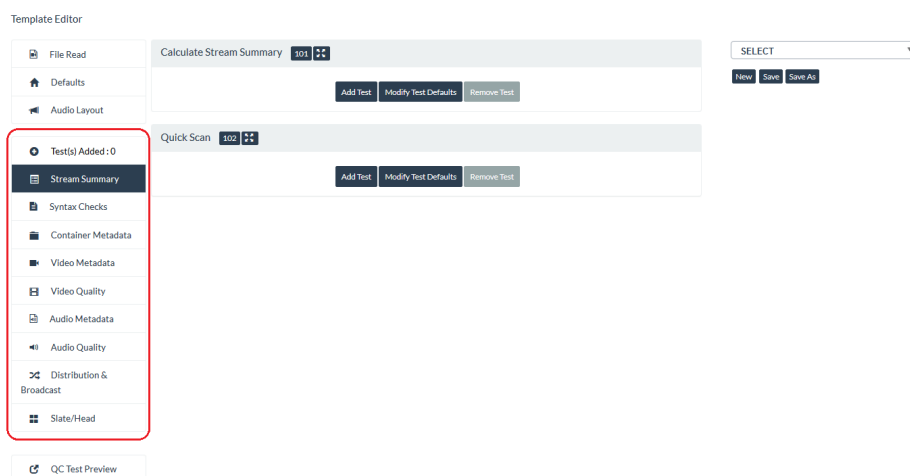 Template Editor
File Read
Defaults
Audio Layout
Test(s) Added : 0
Stream Summary
Syntax Checks
Container Metadata
Video Metadata
Video Quality
Audio Metadata
Audio Quality
Distribution &
Broadcast
Slate/Head
QC Test Preview
Calculate Stream Summary 101
Add Test Modify Test Defaults Remove Test
Quick Scan 102
Add Test Modify Test Defaults Remove Test
SELECT
New Save Save As